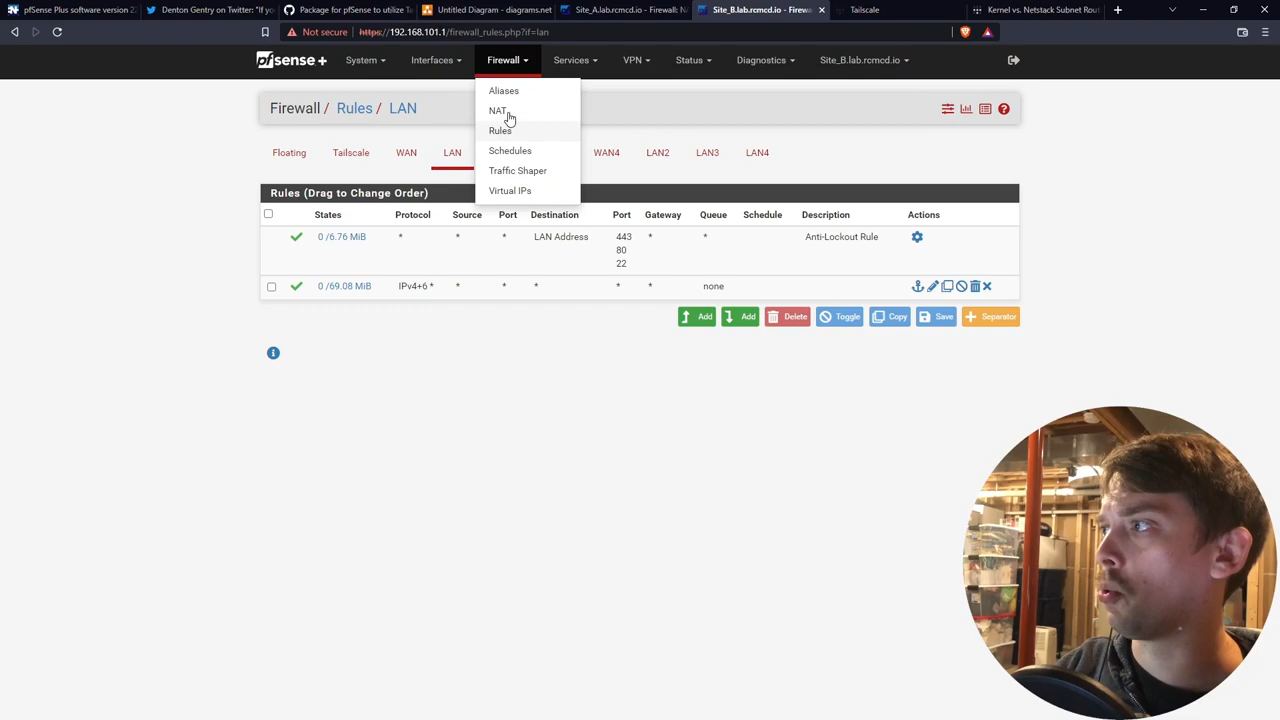 pfSense Plus software version 2
Denton Gentry on Twitter: "If yo
Package for pfSense to utilize Ta
Untitled Diagram - diagrams.net
Site_A.lab.rcmcd.io - Firewall: N
Site_B.lab.rcmcd.io - Firew
Tailscale
Kernel vs. Netstack Subnet Rout
Not secure https://192.168.101.1/firewall_rules.php?if=lan
pfsense +
System
Interfaces
Firewall
Services
VPN
Status
Diagnostics
Site_B.lab.rcmcd.io
Firewall / Rules / LAN
Aliases
NAT
Rules
Schedules
Traffic Shaper
Virtual IPs
Floating Tailscale WAN LAN WAN4 LAN2 LAN3 LAN4
Rules (Drag to Change Order)
States Protocol Source Port Destination Port Gateway Queue Schedule Description Actions
0 /6.76 MiB * * * LAN Address 443 * * Anti-Lockout Rule
80
22
0 /69.08 MiB IPv4+6 * * * * * * none
Add Add Delete Toggle Copy Save Separator